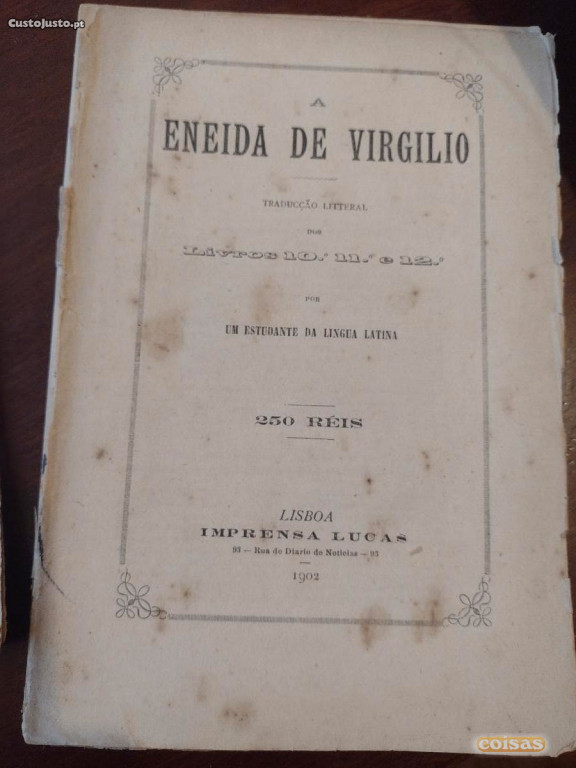 CustoJusto.pt
A
ENEIDA DE VIRGILIO
TRADUCÇÃO LITTERAL
DOS
Livros 10.º 11.º e 12.º
POR
UM ESTUDANTE DA LINGUA LATINA
250 RÉIS
LISBOA
IMPRENSA LUCAS
93 — Rua do Diario de Noticias — 93
1902
coisas